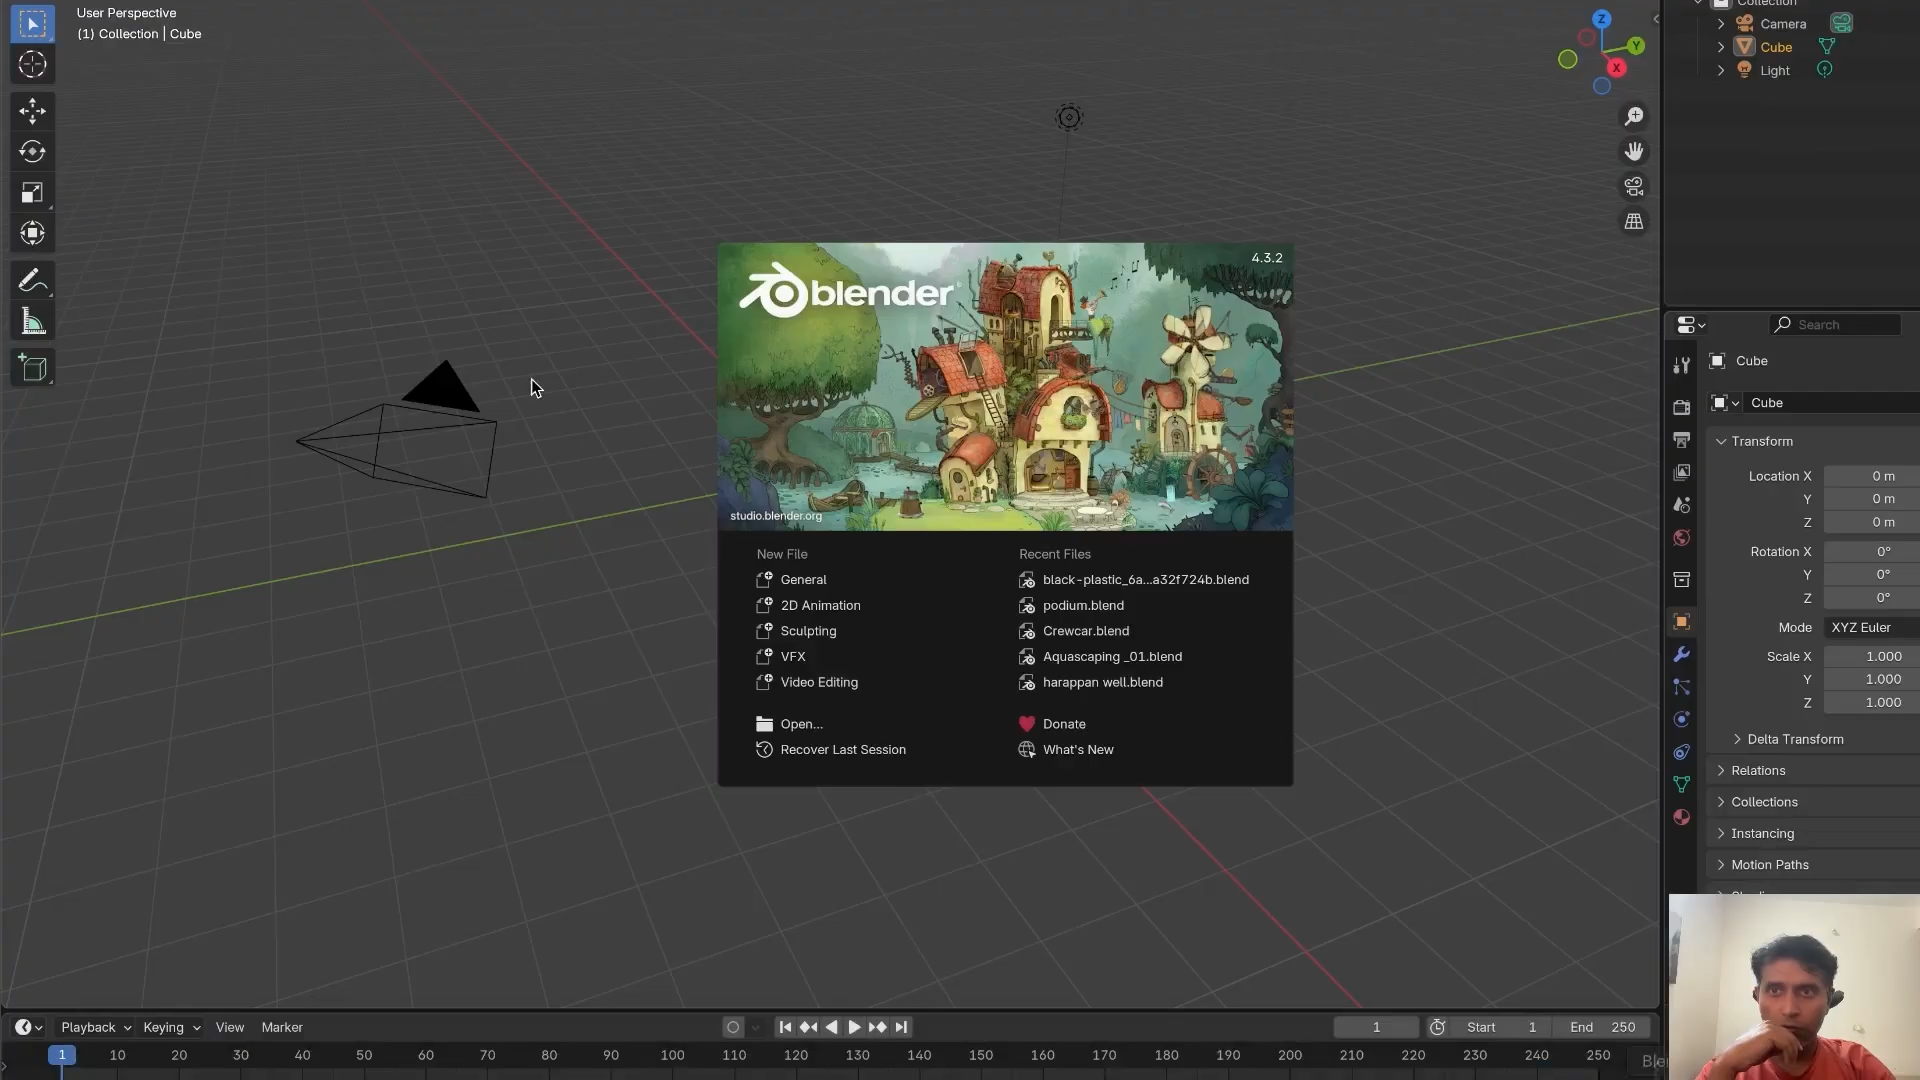 User Perspective
(1) Collection | Cube
Z
Y
X
Collection
Camera
Cube
Light
4.3.2
blender
studio.blender.org
New File
General
2D Animation
Sculpting
VFX
Video Editing
Open...
Recover Last Session
Recent Files
black-plastic_6a...a32f724b.blend
podium.blend
Crewcar.blend
Aquascaping _01.blend
harappan well.blend
Donate
What's New
Search
Cube
Cube
Transform
Location X 0 m
Y 0 m
Z 0 m
Rotation X 0°
Y 0°
Z 0°
Mode XYZ Euler
Scale X 1.000
Y 1.000
Z 1.000
Delta Transform
Relations
Collections
Instancing
Motion Paths
Playback Keying View Marker
1 Start 1 End 250
1 10 20 30 40 50 60 70 80 90 100 110 120 130 140 150 160 170 180 190 200 210 220 230 240 250